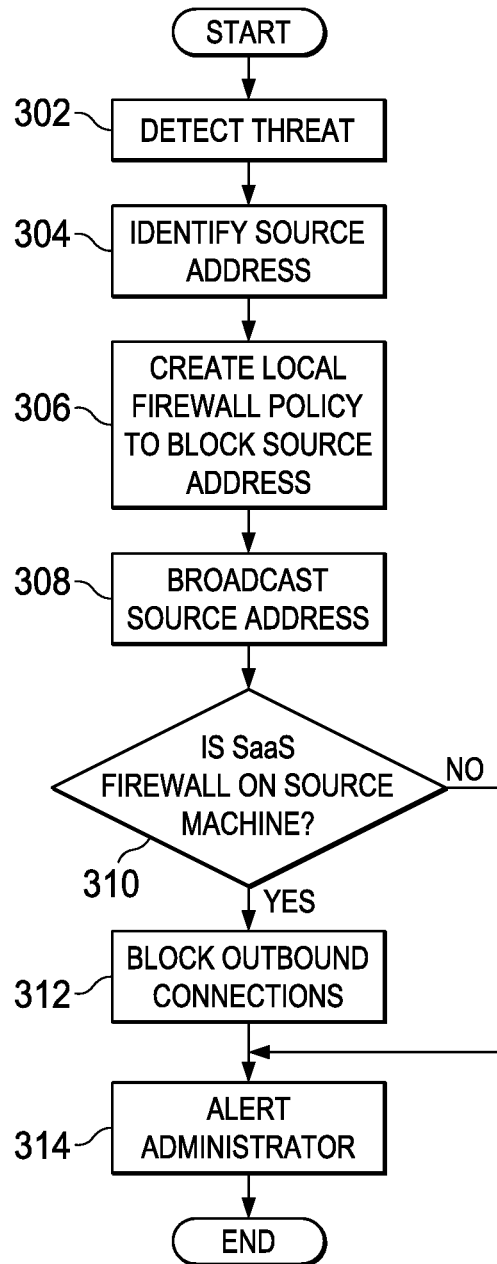 START
302
DETECT THREAT
304
IDENTIFY SOURCE
ADDRESS
306
CREATE LOCAL
FIREWALL POLICY
TO BLOCK SOURCE
ADDRESS
308
BROADCAST
SOURCE ADDRESS
IS SaaS
FIREWALL ON SOURCE
MACHINE?
NO
310
YES
312
BLOCK OUTBOUND
CONNECTIONS
314
ALERT
ADMINISTRATOR
END